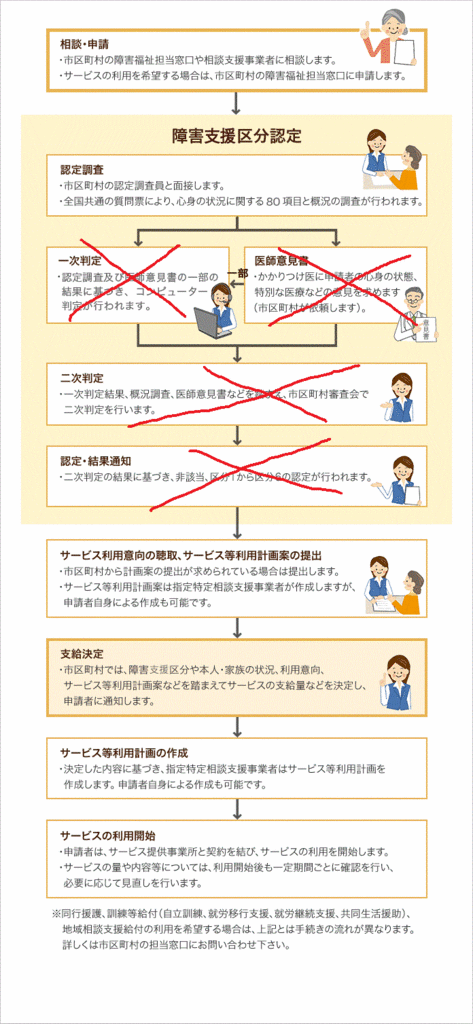 相談・申請
・市区町村の障害福祉担当窓口や相談支援事業者に相談します。
・サービスの利用を希望する場合は、市区町村の障害福祉担当窓口に申請します。
障害支援区分認定
認定調査
・市区町村の認定調査員と面接します。
・全国共通の質問票により、心身の状況に関する80項目と概況の調査が行われます。
一次判定
・認定調査及び医師意見書の一部の
結果に基づき、コンピューター
判定が行われます。
一部
医師意見書
・かかりつけ医に申請者の心身の状態、
特別な医療などの意見を求めます
（市区町村が依頼します）。
意見書
二次判定
・一次判定結果、概況調査、医師意見書などを踏まえ、市区町村審査会で
二次判定を行います。
認定・結果通知
・二次判定の結果に基づき、非該当、区分1から区分6の認定が行われます。
サービス利用意向の聴取、サービス等利用計画案の提出
・市区町村から計画案の提出が求められている場合は提出します。
・サービス等利用計画案は指定特定相談支援事業者が作成しますが、
申請者自身による作成も可能です。
支給決定
・市区町村では、障害支援区分や本人・家族の状況、利用意向、
サービス等利用計画案などを踏まえてサービスの支給量などを決定し、
申請者に通知します。
サービス等利用計画の作成
・決定した内容に基づき、指定特定相談支援事業者はサービス等利用計画を
作成します。申請者自身による作成も可能です。
サービスの利用開始
・申請者は、サービス提供事業所と契約を結び、サービスの利用を開始します。
・サービスの量や内容等については、利用開始後も一定期間ごとに確認を行い、
必要に応じて見直しを行います。
※同行援護、訓練等給付（自立訓練、就労移行支援、就労継続支援、共同生活援助）、
地域相談支援給付の利用を希望する場合は、上記とは手続きの流れが異なります。
詳しくは市区町村の担当窓口にお問い合わせ下さい。